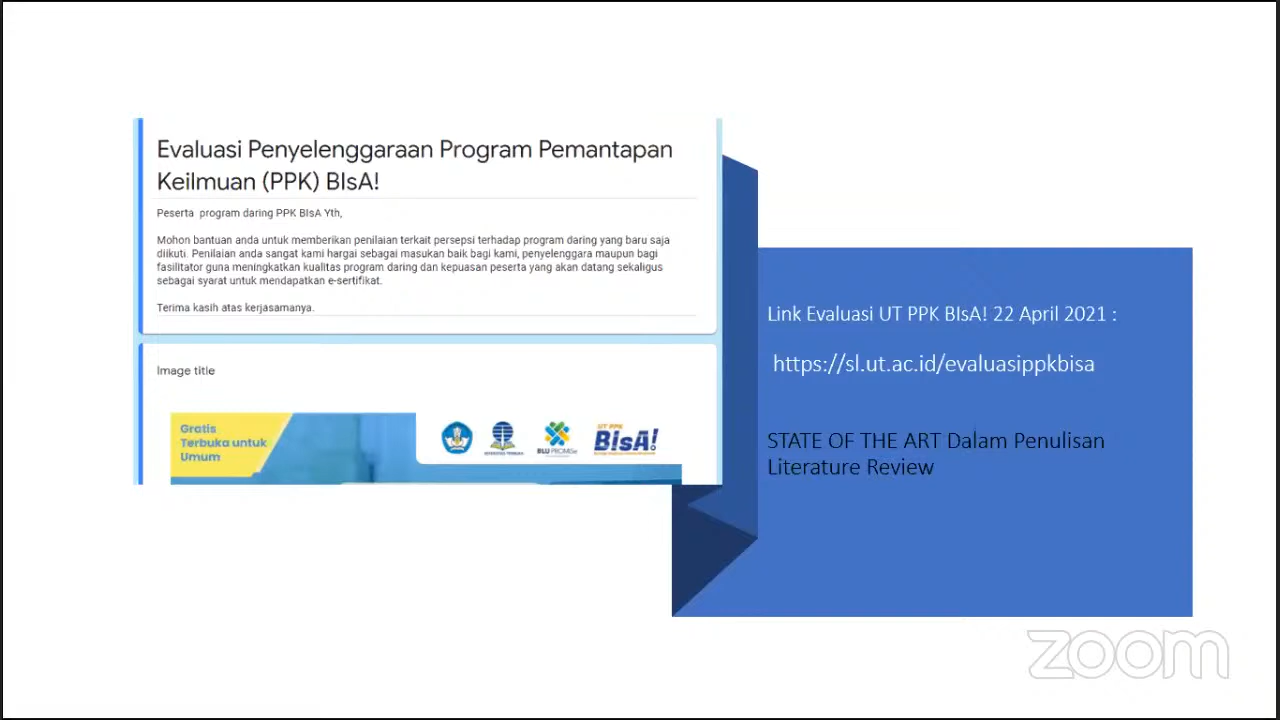 Evaluasi Penyelenggaraan Program Pemantapan
Keilmuan (PPK) BIsA!
Peserta program daring PPK BIsA Yth,
Mohon bantuan anda untuk memberikan penilaian terkait persepsi terhadap program daring yang baru saja
diikuti. Penilaian anda sangat kami hargai sebagai masukan baik bagi kami, penyelenggara maupun bagi
fasilitator guna meningkatkan kualitas program daring dan kepuasan peserta yang akan datang sekaligus
sebagai syarat untuk mendapatkan e-sertifikat.
Terima kasih atas kerjasamanya.
Image title
Gratis
Terbuka untuk
Umum
UNIVERSITAS TERBUKA
BLU PROMISE
UT PPK
BIsA!
Link Evaluasi UT PPK BIsA! 22 April 2021 :
https://sl.ut.ac.id/evaluasippkbisa
STATE OF THE ART Dalam Penulisan
Literature Review
zoom